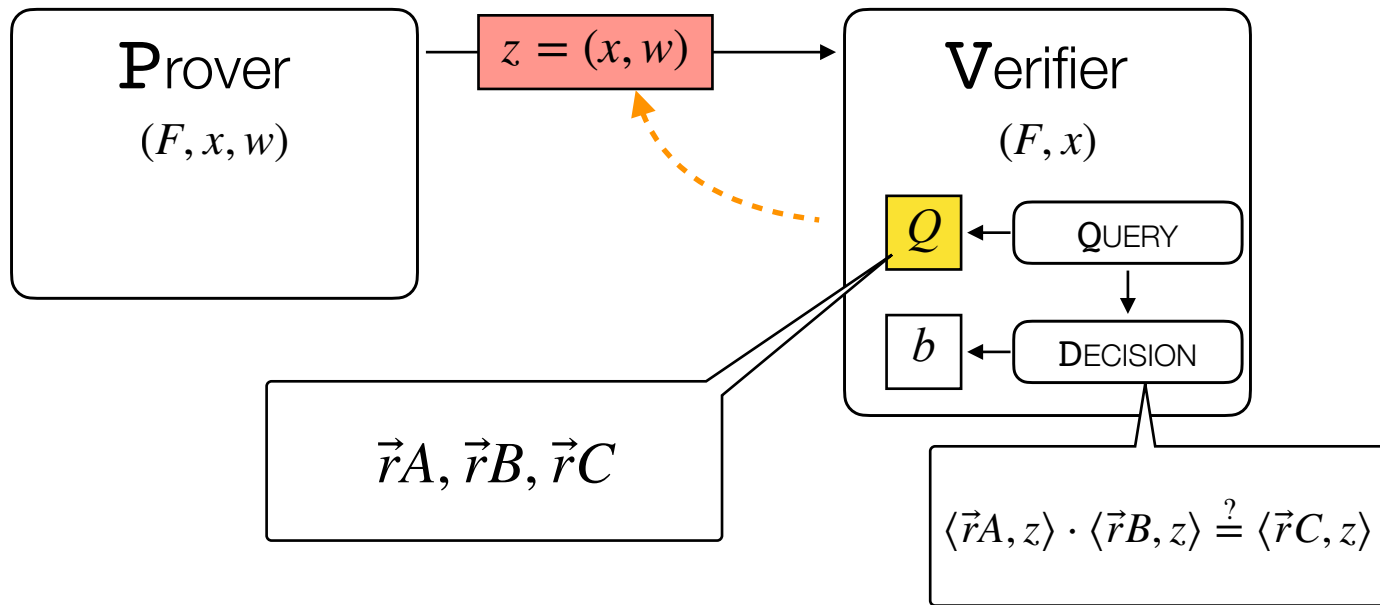 Prover
(F, x, w)
z = (x, w)
Verifier
(F, x)
Q
QUERY
b
DECISION
r⃗A, r⃗B, r⃗C
⟨r⃗A, z⟩ · ⟨r⃗B, z⟩ ≟ ⟨r⃗C, z⟩